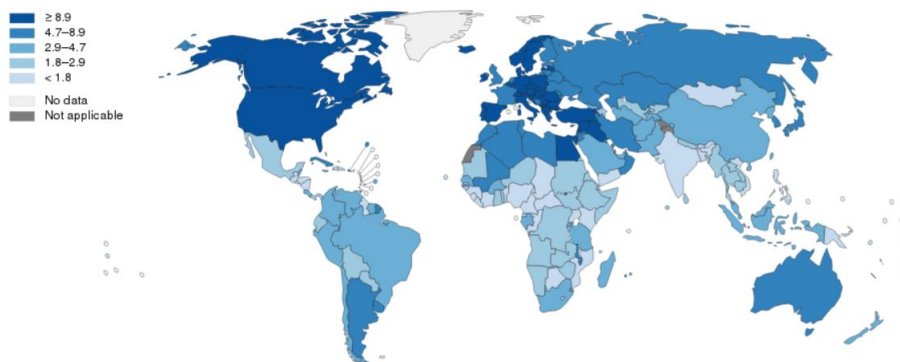 ≥ 8.9
4.7–8.9
2.9–4.7
1.8–2.9
< 1.8
No data
Not applicable